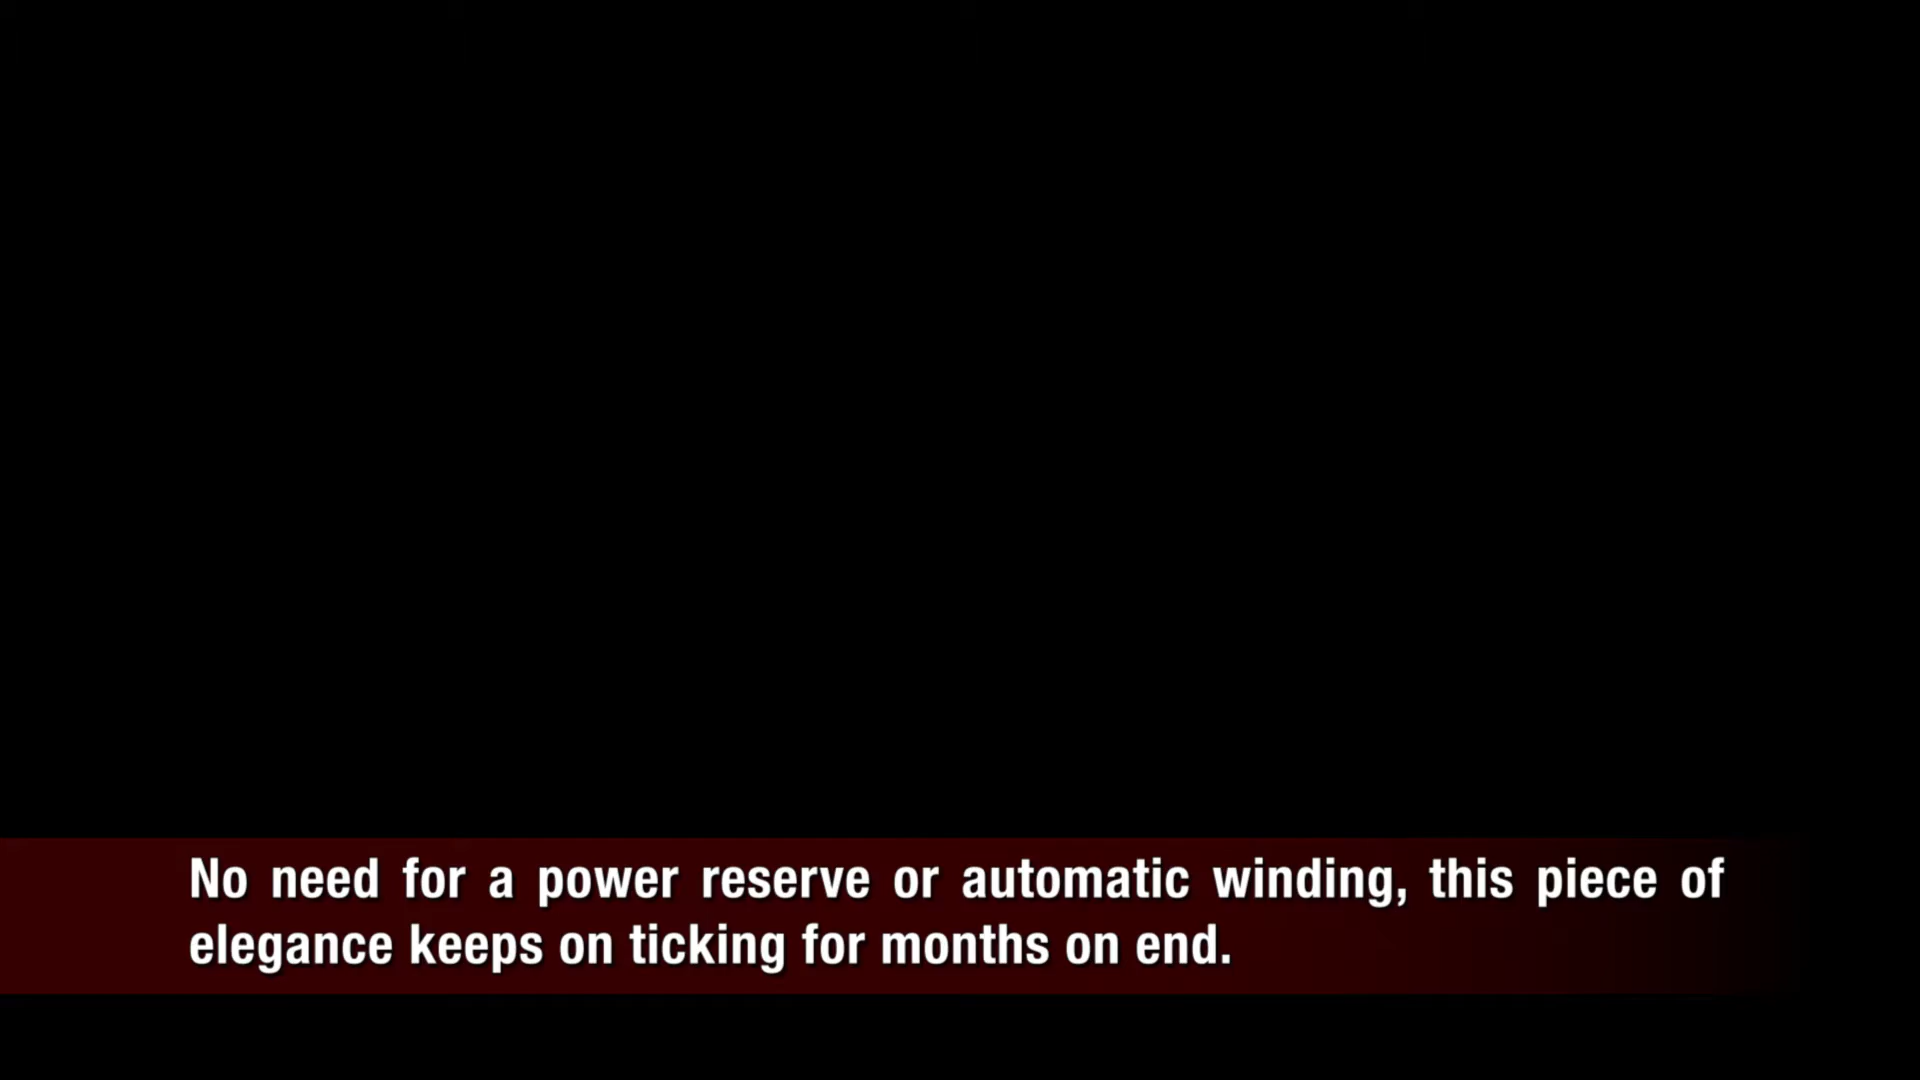 No need for a power reserve or automatic winding, this piece of
elegance keeps on ticking for months on end.